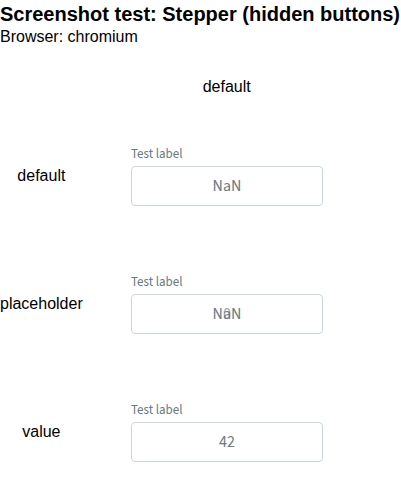 Screenshot test: Stepper (hidden buttons)
Browser: chromium
default
Test label
default
NaN
Test label
placeholder
NaN
Test label
value
42